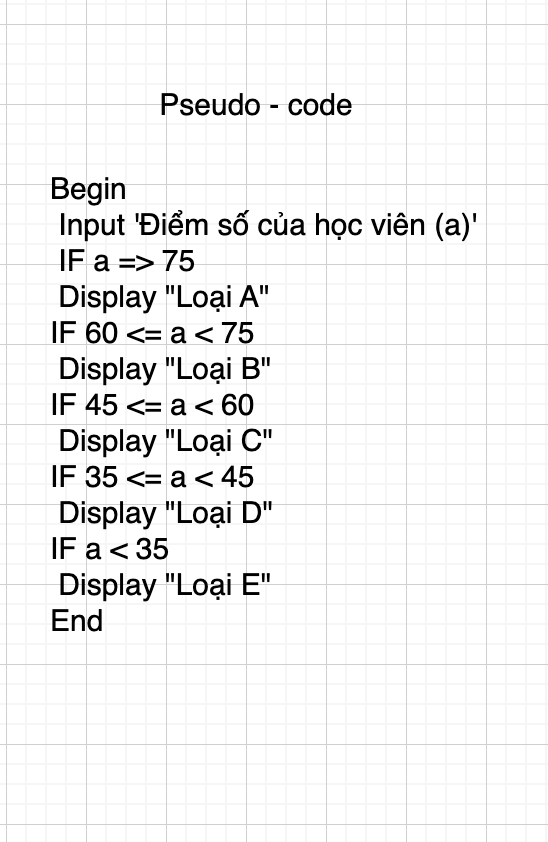 Pseudo - code
Begin
Input 'Điểm số của học viên (a)'
IF a => 75
Display "Loại A"
IF 60 <= a < 75
Display "Loại B"
IF 45 <= a < 60
Display "Loại C"
IF 35 <= a < 45
Display "Loại D"
IF a < 35
Display "Loại E"
End